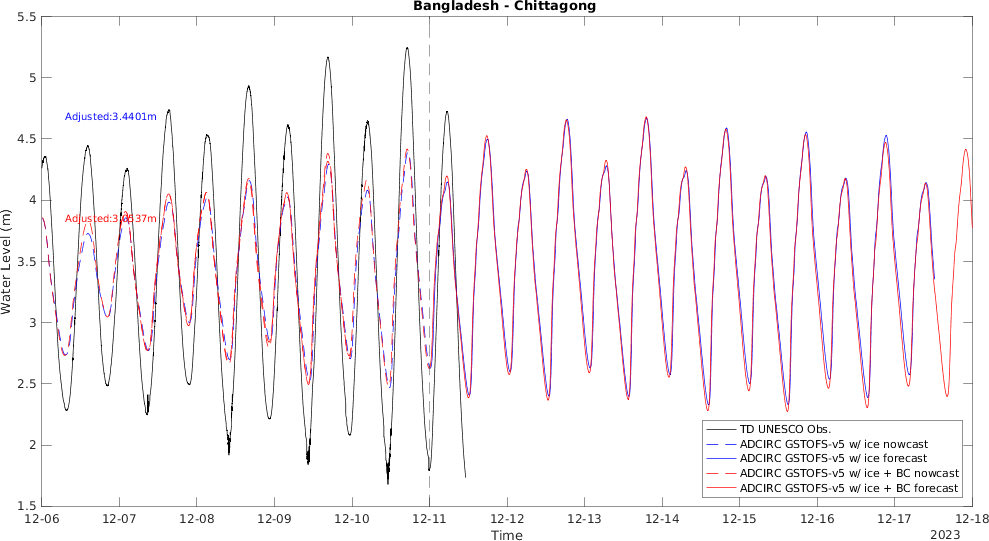 Bangladesh - Chittagong
5.5
5
4.5
4
3.5
3
2.5
2
1.5
Water Level (m)
Adjusted:3.4401m
TD UNESCO Obs.
ADCIRC GSTOFS-v5 w/ ice nowcast
ADCIRC GSTOFS-v5 w/ ice forecast
ADCIRC GSTOFS-v5 w/ ice + BC nowcast
ADCIRC GSTOFS-v5 w/ ice + BC forecast
12-06 12-07 12-08 12-09 12-10 12-11 12-12 12-13 12-14 12-15 12-16 12-17 12-18
Time
2023